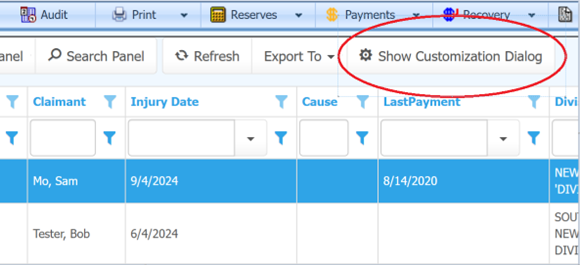 Audit Print Reserves Payments Recovery
anel Search Panel Refresh Export To Show Customization Dialog
Claimant Injury Date Cause LastPayment Divi
Mo, Sam 9/4/2024 8/14/2020 NEW
'DIVI
SOU
Tester, Bob 6/4/2024 NEW
DIVI